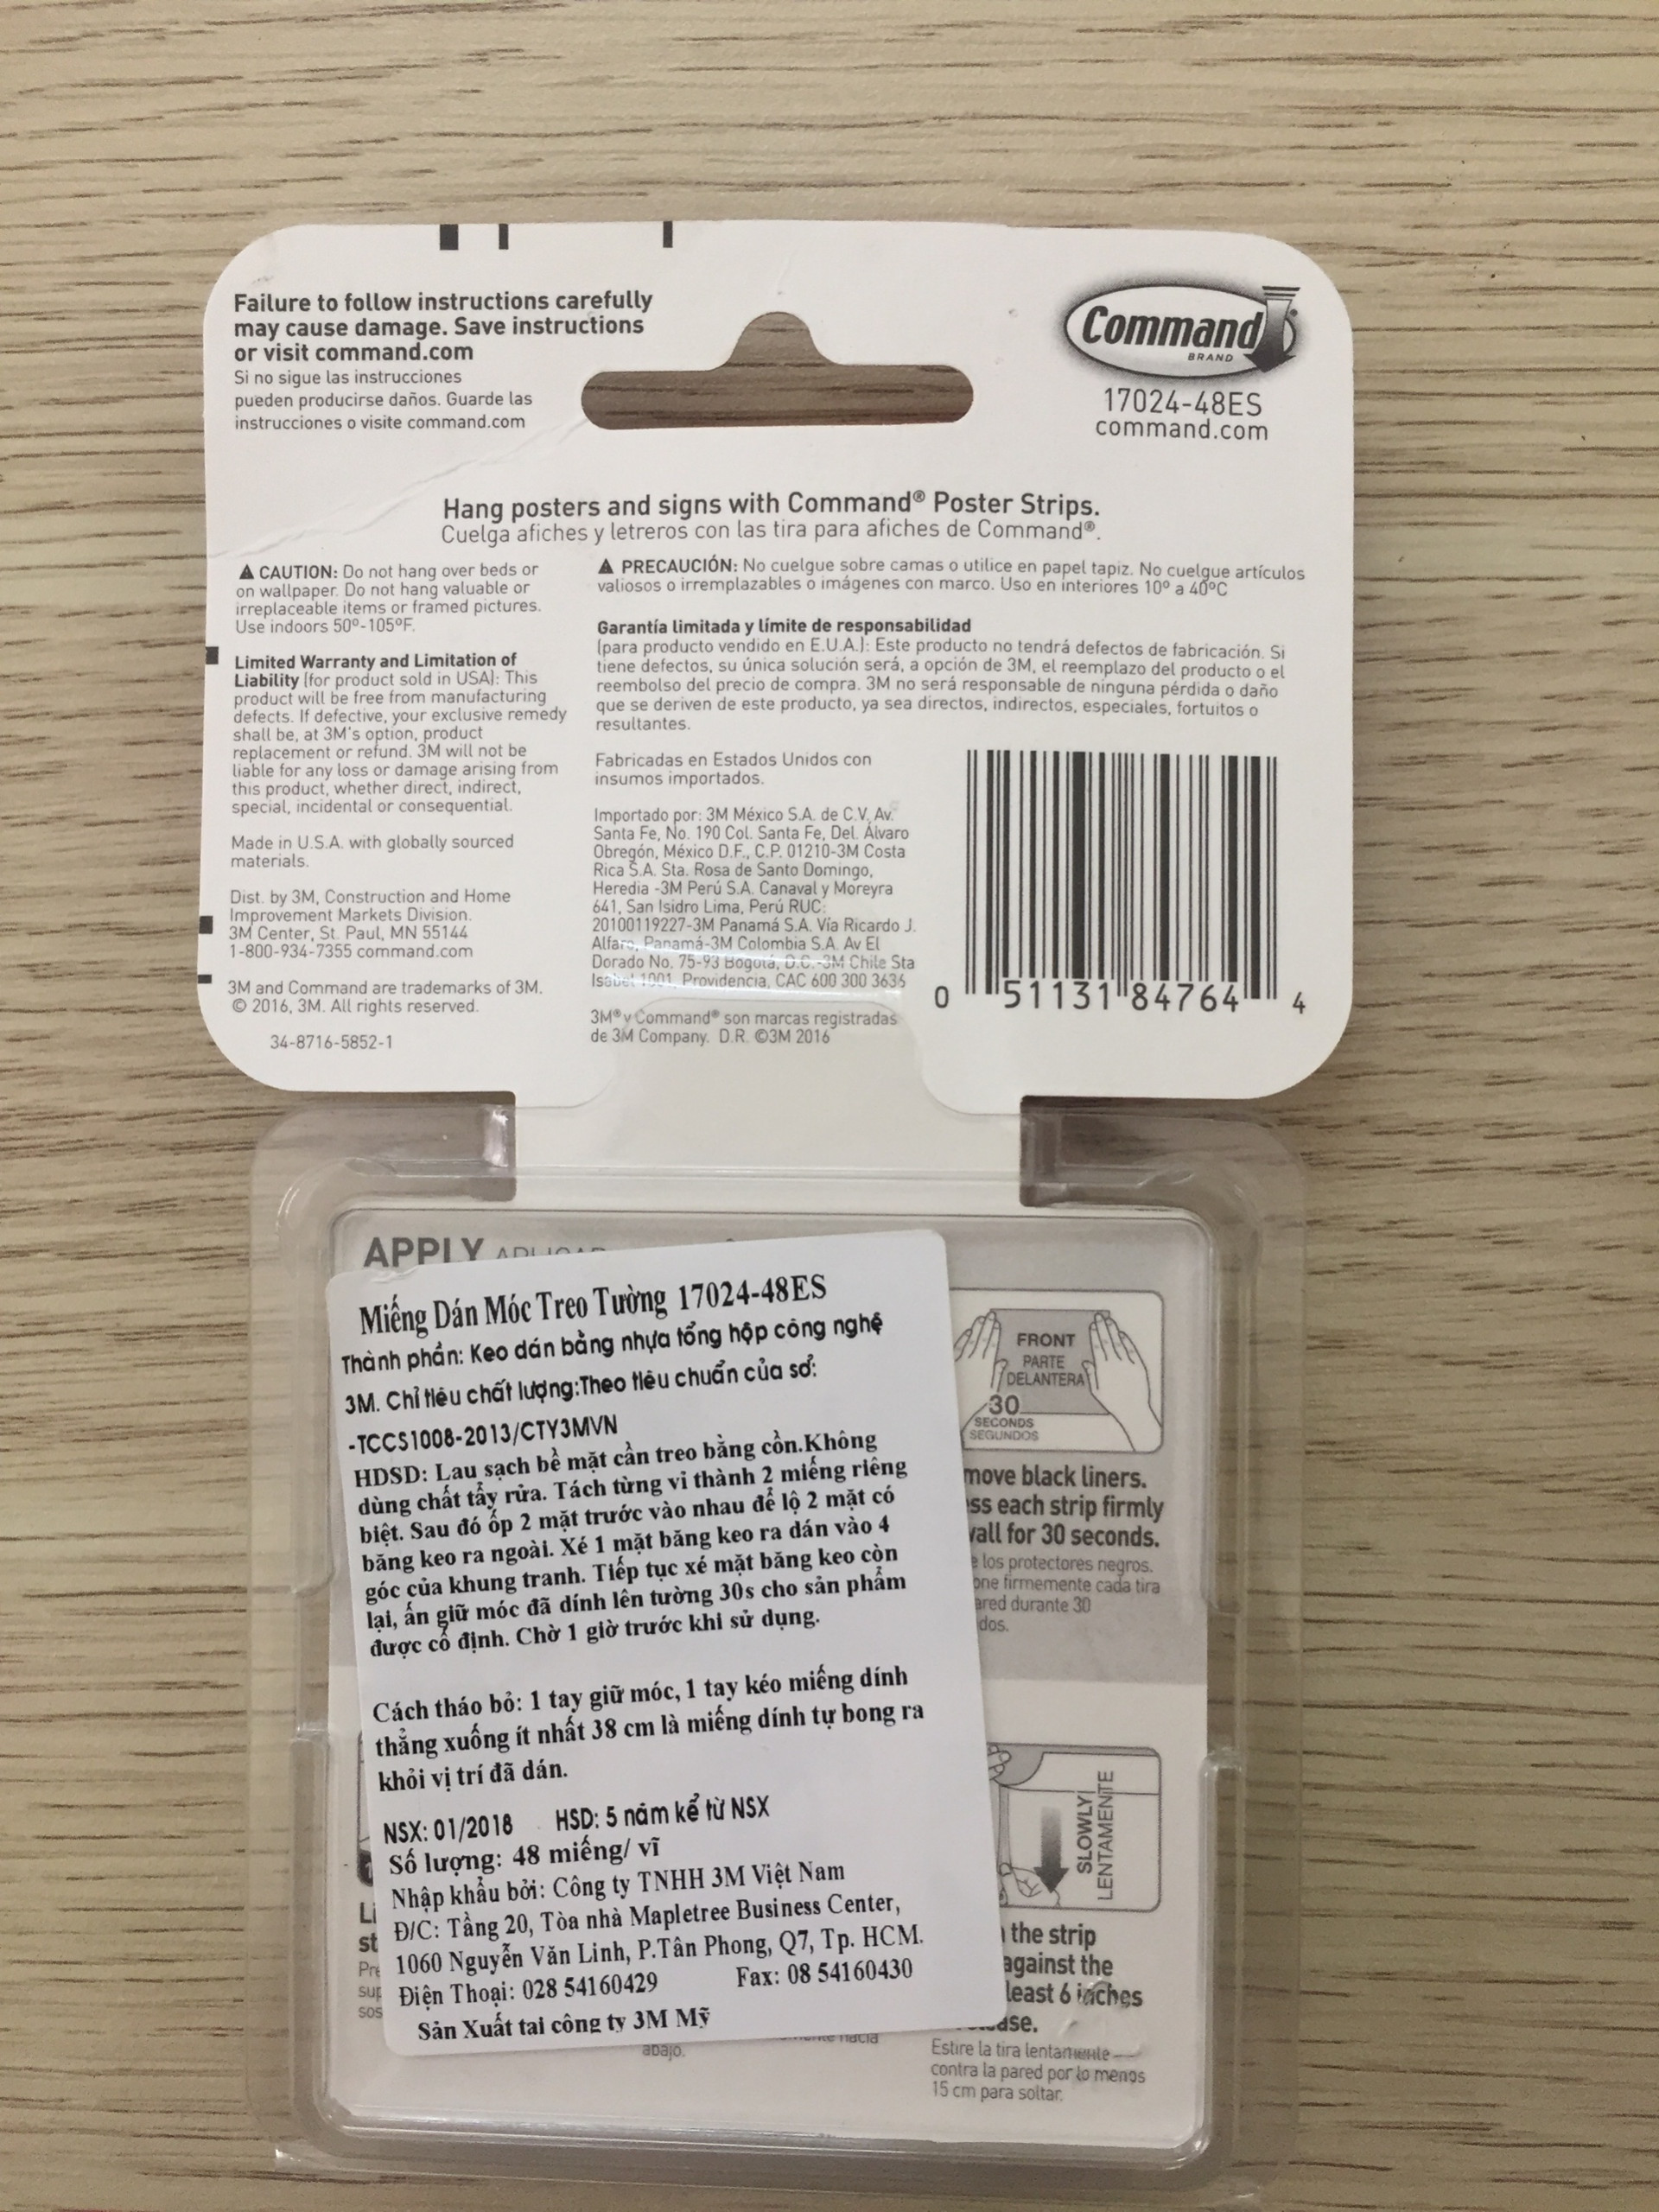 Failure to follow instructions carefully
may cause damage. Save instructions
or visit command.com
Si no sigue las instrucciones
pueden producirse daños. Guarde las
instrucciones o visite command.com
Command
BRAND
17024-48ES
command.com
Hang posters and signs with Command® Poster Strips.
Cuelga afiches y letreros con las tira para afiches de Command®.
⚠ CAUTION: Do not hang over beds or
on wallpaper. Do not hang valuable or
irreplaceable items or framed pictures.
Use indoors 50º-105ºF.
Limited Warranty and Limitation of
Liability (for product sold in USA): This
product will be free from manufacturing
defects. If defective, your exclusive remedy
shall be, at 3M's option, product
replacement or refund. 3M will not be
liable for any loss or damage arising from
this product, whether direct, indirect,
special, incidental or consequential.
Made in U.S.A. with globally sourced
materials.
Dist. by 3M, Construction and Home
Improvement Markets Division.
3M Center, St. Paul, MN 55144
1-800-934-7355 command.com
3M and Command are trademarks of 3M.
© 2016, 3M. All rights reserved.
34-8716-5852-1
⚠ PRECAUCIÓN: No cuelgue sobre camas o utilice en papel tapiz. No cuelgue artículos
valiosos o irremplazables o imágenes con marco. Uso en interiores 10º a 40ºC
Garantía limitada y límite de responsabilidad
(para producto vendido en E.U.A.): Este producto no tendrá defectos de fabricación. Si
tiene defectos, su única solución será, a opción de 3M, el reemplazo del producto o el
reembolso del precio de compra. 3M no será responsable de ninguna pérdida o daño
que se deriven de este producto, ya sea directos, indirectos, especiales, fortuitos o
resultantes.
Fabricadas en Estados Unidos con
insumos importados.
Importado por: 3M México S.A. de C.V. Av.
Santa Fe, No. 190 Col. Santa Fe, Del. Álvaro
Obregón, México D.F., C.P. 01210-3M Costa
Rica S.A. Sta. Rosa de Santo Domingo,
Heredia -3M Perú S.A. Canaval y Moreyra
641, San Isidro Lima, Perú RUC:
20100119227-3M Panamá S.A. Vía Ricardo J.
Alfaro, Panamá-3M Colombia S.A. Av El
Dorado No. 75-93 Bogotá, D.C.-3M Chile Sta
Isabel 1001, Providencia, CAC 600 300 3636
3M® y Command® son marcas registradas
de 3M Company. D.R. ©3M 2016
0 51131 84764 4
APPLY
Miếng Dán Móc Treo Tường 17024-48ES
Thành phần: Keo dán bằng nhựa tổng hộp công nghệ
3M. Chỉ tiêu chất lượng:Theo tiêu chuẩn của sở:
-TCCS1008-2013/CTY3MVN
HDSD: Lau sạch bề mặt cần treo bằng cồn.Không
dùng chất tẩy rửa. Tách từng vỉ thành 2 miếng riêng
biệt. Sau đó ốp 2 mặt trước vào nhau để lộ 2 mặt có
băng keo ra ngoài. Xé 1 mặt băng keo ra dán vào 4
góc của khung tranh. Tiếp tục xé mặt băng keo còn
lại, ấn giữ móc đã dính lên tường 30s cho sản phẩm
được cố định. Chờ 1 giờ trước khi sử dụng.
Cách tháo bỏ: 1 tay giữ móc, 1 tay kéo miếng dính
thẳng xuống ít nhất 38 cm là miếng dính tự bong ra
khỏi vị trí đã dán.
NSX: 01/2018 HSD: 5 năm kể từ NSX
Số lượng: 48 miếng/ vĩ
Nhập khẩu bởi: Công ty TNHH 3M Việt Nam
Đ/C: Tầng 20, Tòa nhà Mapletree Business Center,
1060 Nguyễn Văn Linh, P.Tân Phong, Q7, Tp. HCM.
Điện Thoại: 028 54160429 Fax: 08 54160430
Sản Xuất tại công ty 3M Mỹ
FRONT
PARTE
DELANTERA
30
SECONDS
SEGUNDOS
move black liners.
ss each strip firmly
wall for 30 seconds.
los protectores negros.
one firmemente cada tira
ared durante 30
dos.
SLOWLY
LENTAMENTE
the strip
against the
least 6 inches
abajo.
Estire la tira lentamente
contra la pared por lo menos
15 cm para soltar.